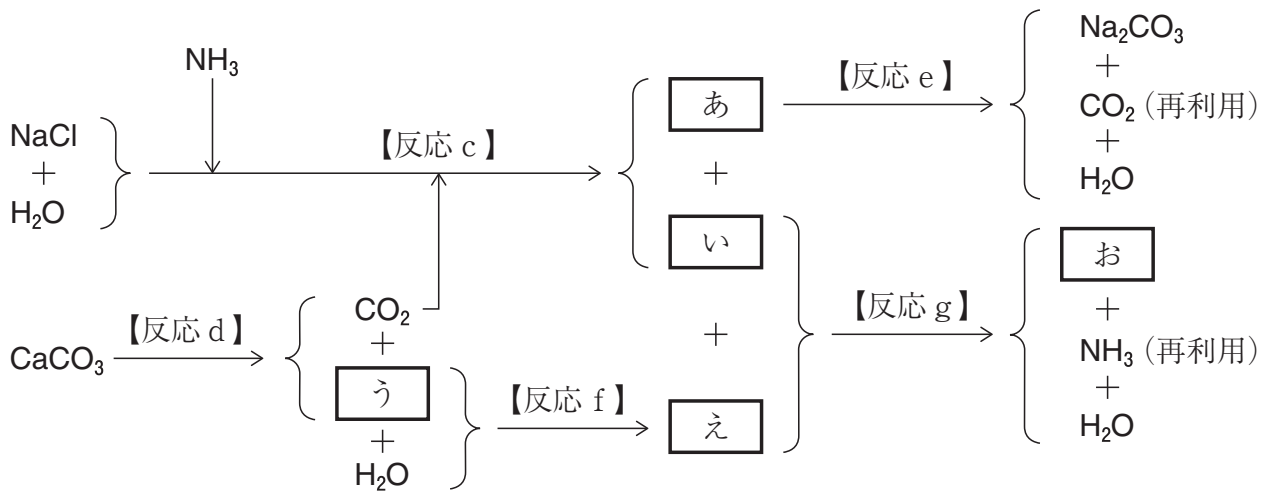 NH₃
NaCl
+
H₂O
【反応 c】
あ
+
い
+
え
【反応 e】
Na₂CO₃
+
CO₂ (再利用)
+
H₂O
CaCO₃
【反応 d】
CO₂
+
う
+
H₂O
【反応 f】
【反応 g】
お
+
NH₃ (再利用)
+
H₂O